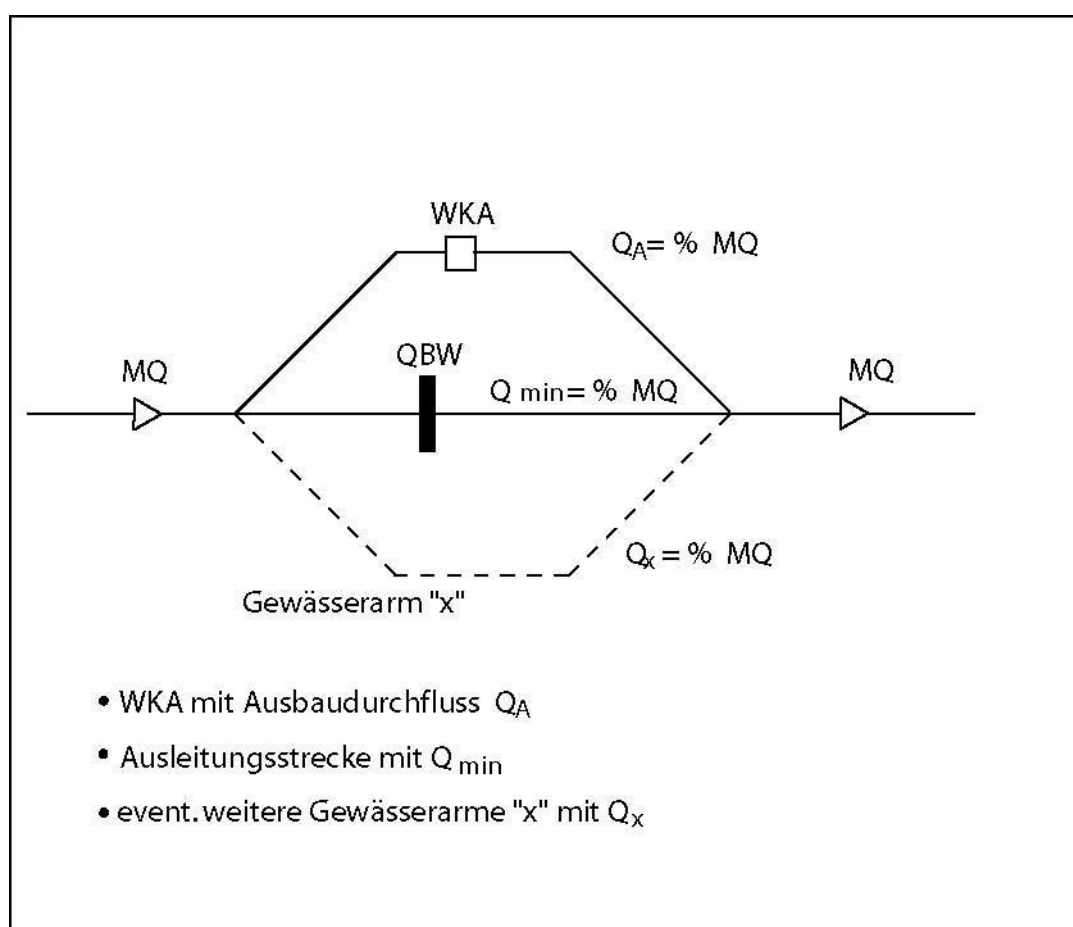 WKA
QA= % MQ
QBW
MQ
Q min= % MQ
MQ
Qx = % MQ
Gewässerarm "x"
• WKA mit Ausbaudurchfluss QA
• Ausleitungsstrecke mit Q min
• event.weitere Gewässerarme "x" mit Qx